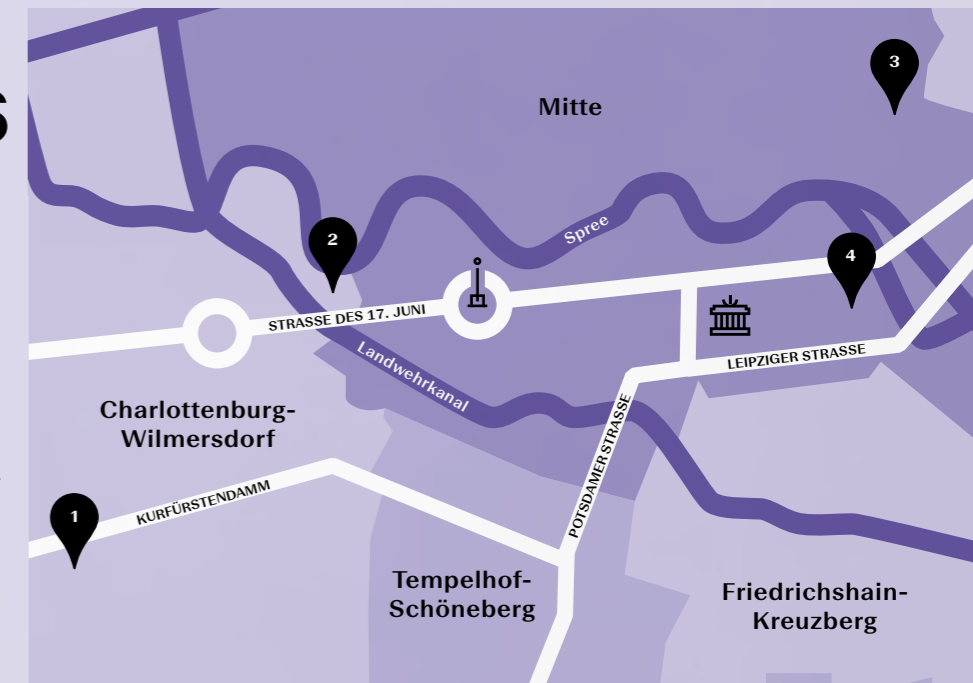 S
3
Mitte
Spree
2
4
STRASSE DES 17. JUNI
LEIPZIGER STRASSE
Landwehrkanal
Charlottenburg-
Wilmersdorf
POTSDAMER STRASSE
KURFÜRSTENDAMM
1
Tempelhof-
Schöneberg
Friedrichshain-
Kreuzberg